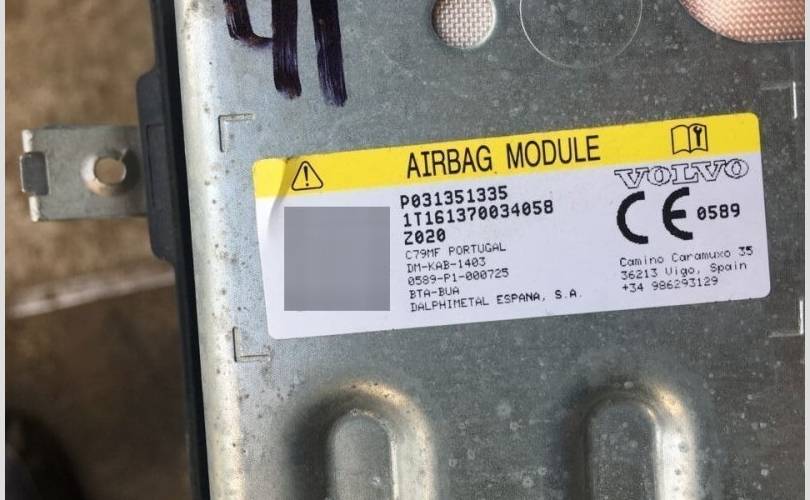 41
AIRBAG MODULE
VOLVO
P031351335
1T161370034058
Z020
C79MF PORTUGAL
DM-KAB-1403
0589-P1-000725
BTA-BUA
DALPHIMETAL ESPANA, S.A.
CE 0589
Camino Caramuxo 35
36213 Vigo, Spain
+34 986293129